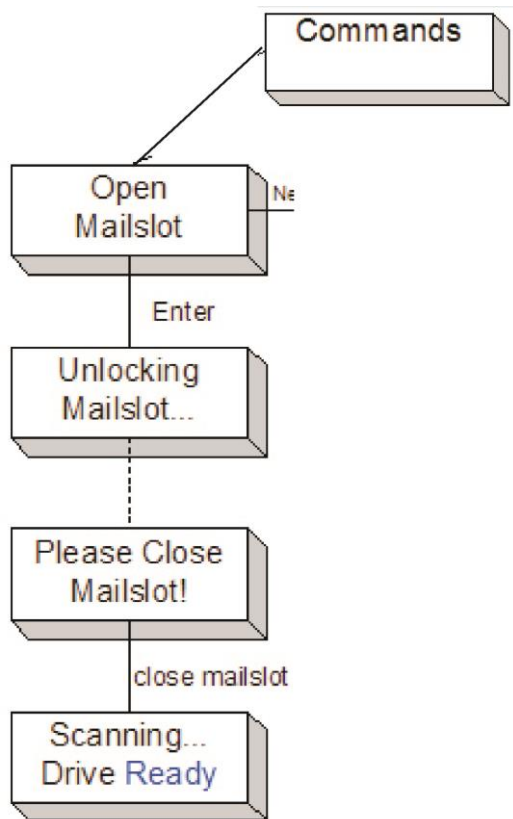 Commands
Open
Mailslot
Enter
Unlocking
Mailslot...
Please Close
Mailslot!
close mailslot
Scanning...
Drive Ready